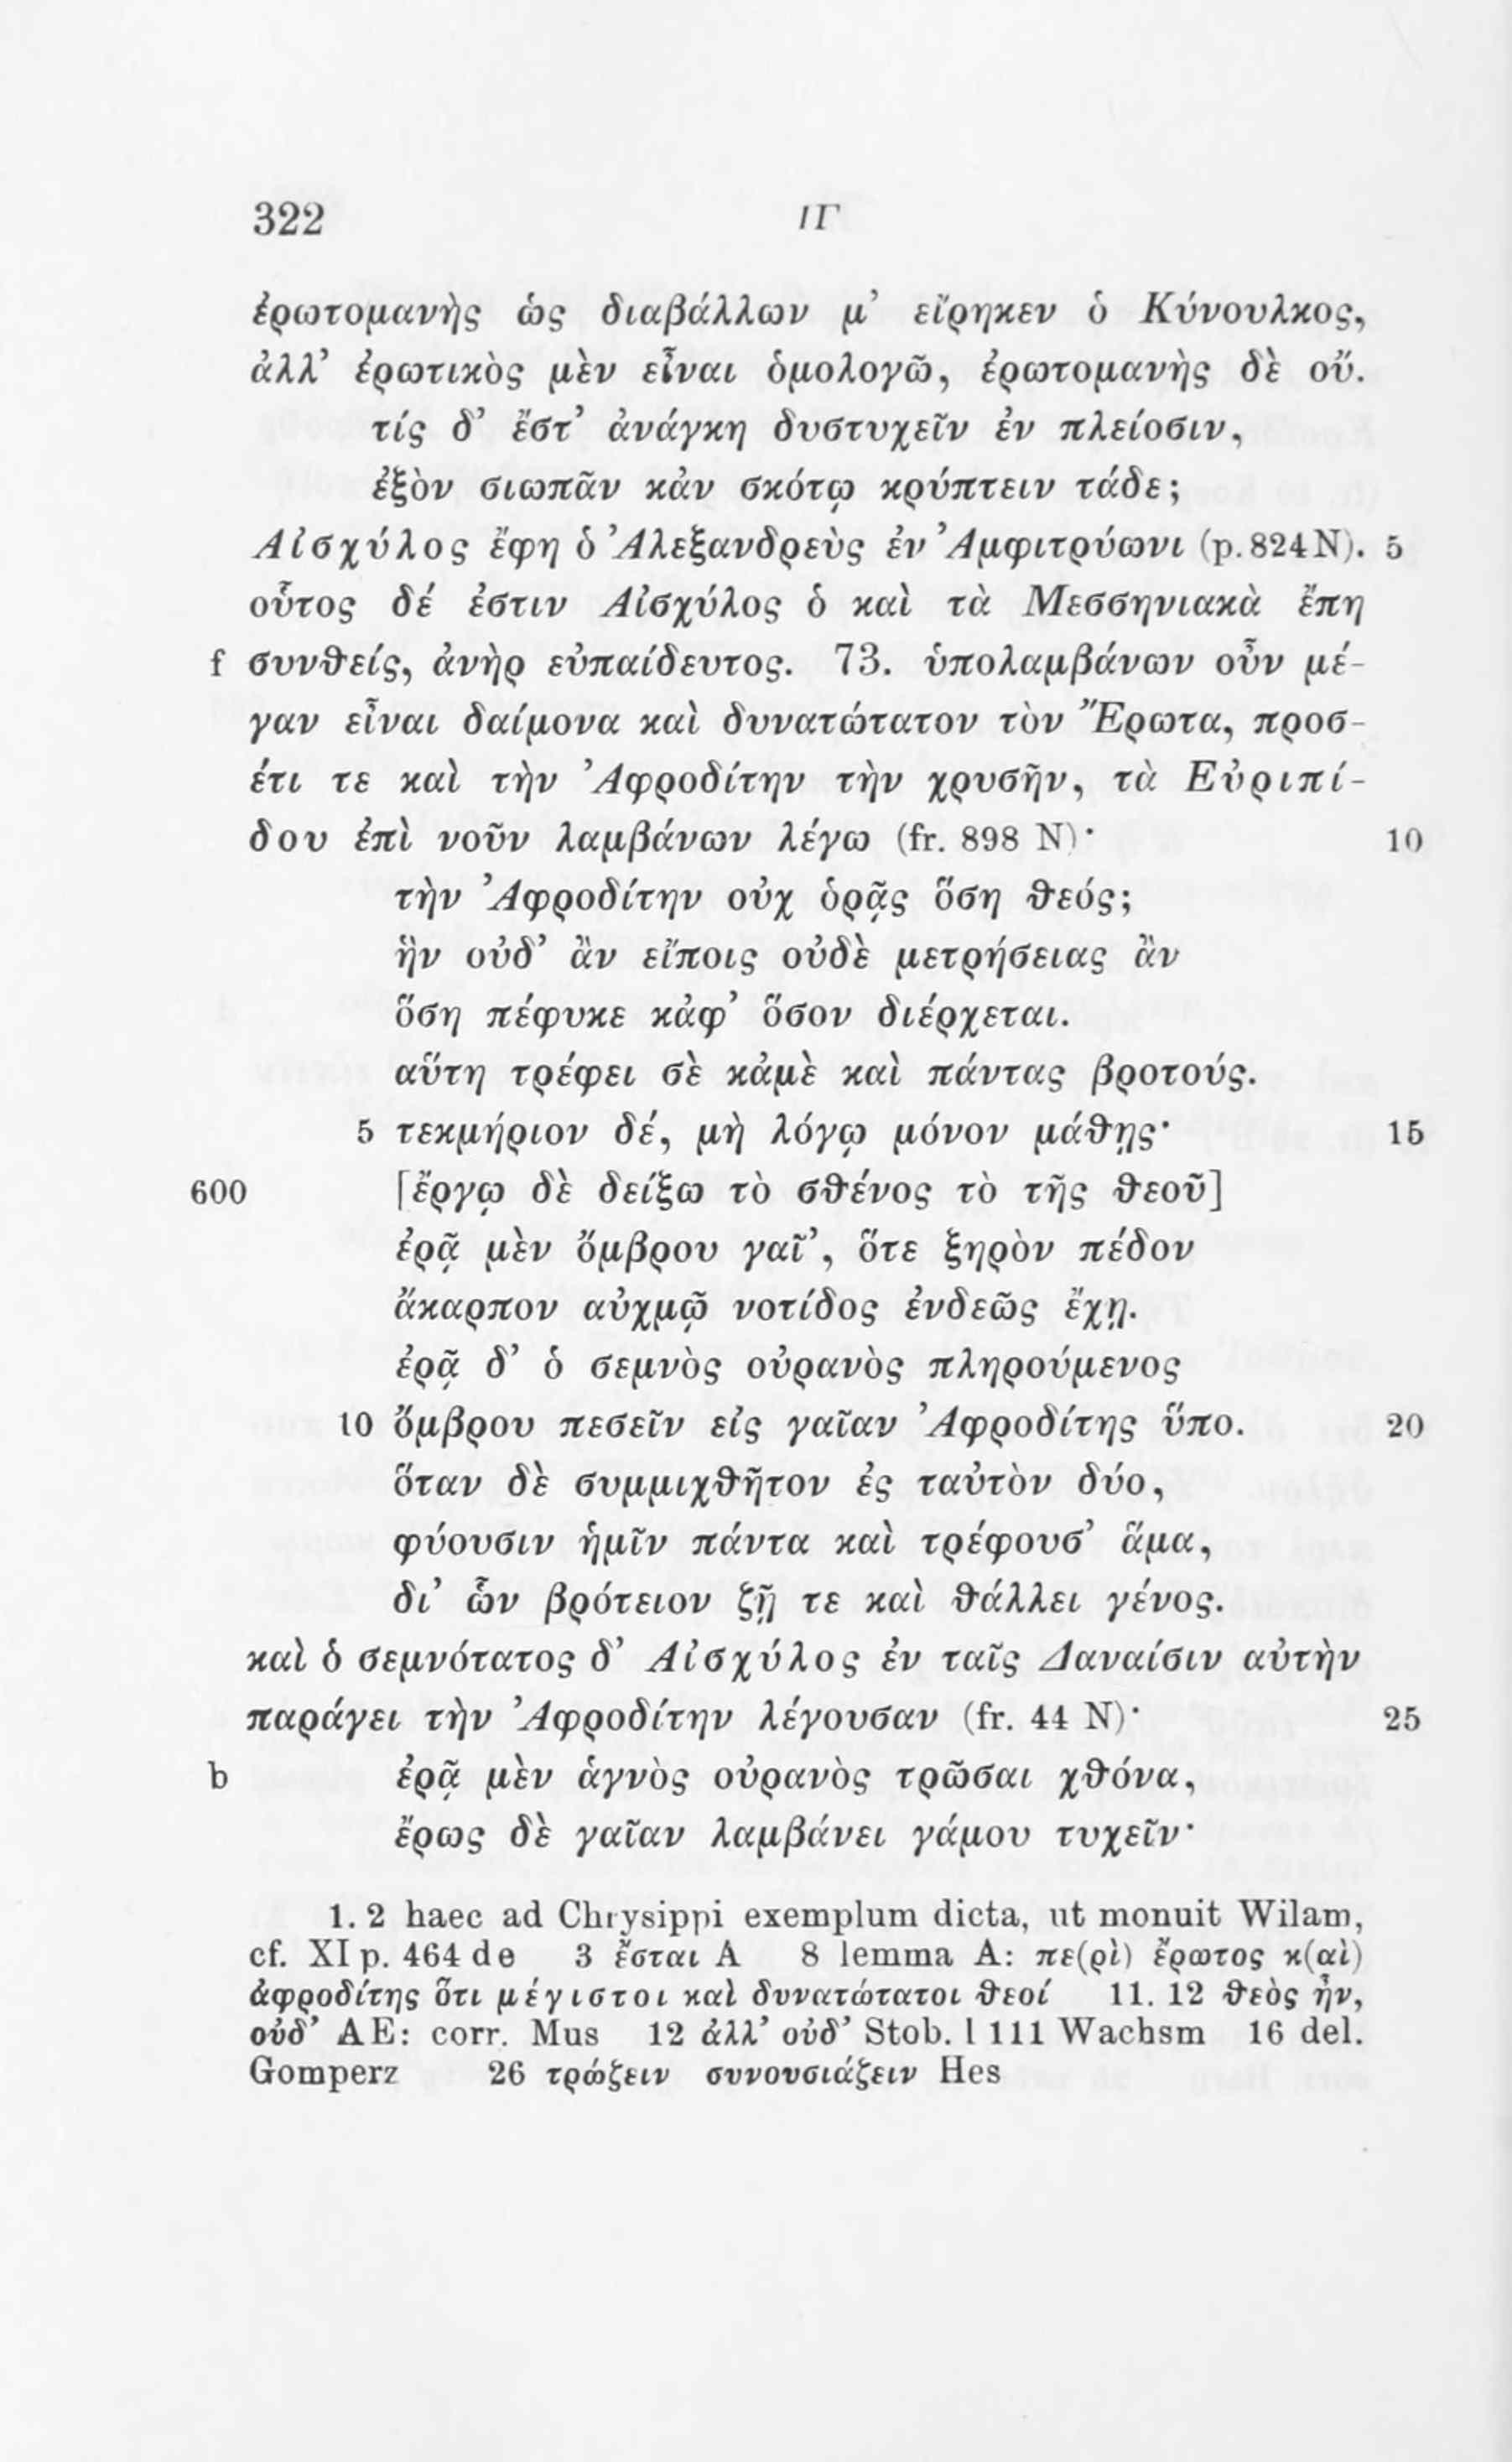 322 ΙΓ
ἐρωτομανὴς ὡς διαβάλλων μ’ εἴρηκεν ὁ Κύνουλκος,
ἀλλ’ ἐρωτικὸς μὲν εἶναι ὁμολογῶ, ἐρωτομανὴς δὲ οὔ.
τίς δ’ ἔστ’ ἀνάγκη δυστυχεῖν ἐν πλείοσιν,
ἐξὸν σιωπᾶν κἀν σκότῳ κρύπτειν τάδε;
Αἰσχύλος ἔφη ὁ Ἀλεξανδρεὺς ἐν Ἀμφιτρύωνι (p. 824 N). 5
οὗτος δέ ἐστιν Αἰσχύλος ὁ καὶ τὰ Μεσσηνιακὰ ἔπη
f συνθείς, ἀνὴρ εὐπαίδευτος. 73. ὑπολαμβάνων οὖν μέ-
γαν εἶναι δαίμονα καὶ δυνατώτατον τὸν Ἔρωτα, προσ-
έτι τε καὶ τὴν Ἀφροδίτην τὴν χρυσῆν, τὰ Εὐριπί-
δου ἐπὶ νοῦν λαμβάνων λέγω (fr. 898 N)· 10
τὴν Ἀφροδίτην οὐχ ὁρᾷς ὅση θεός;
ἣν οὐδ’ ἂν εἴποις οὐδὲ μετρήσειας ἂν
ὅση πέφυκε κἀφ’ ὅσον διέρχεται.
αὕτη τρέφει σὲ κἀμὲ καὶ πάντας βροτούς.
5 τεκμήριον δέ, μὴ λόγῳ μόνον μάθῃς· 15
600 [ἔργῳ δὲ δείξω τὸ σθένος τὸ τῆς θεοῦ]
ἐρᾷ μὲν ὄμβρου γαῖ’, ὅτε ξηρὸν πέδον
ἄκαρπον αὐχμῷ νοτίδος ἐνδεῶς ἔχῃ.
ἐρᾷ δ’ ὁ σεμνὸς οὐρανὸς πληρούμενος
10 ὄμβρου πεσεῖν εἰς γαῖαν Ἀφροδίτης ὕπο. 20
ὅταν δὲ συμμιχθῆτον ἐς ταὐτὸν δύο,
φύουσιν ἡμῖν πάντα καὶ τρέφουσ’ ἅμα,
δι’ ὧν βρότειον ζῇ τε καὶ θάλλει γένος.
καὶ ὁ σεμνότατος δ’ Αἰσχύλος ἐν ταῖς Δαναίσιν αὐτὴν
παράγει τὴν Ἀφροδίτην λέγουσαν (fr. 44 N)· 25
b ἐρᾷ μὲν ἁγνὸς οὐρανὸς τρῶσαι χθόνα,
ἔρως δὲ γαῖαν λαμβάνει γάμου τυχεῖν·
1. 2 haec ad Chrysippi exemplum dicta, ut monuit Wilam,
cf. XI p. 464 de 3 ἔσται A 8 lemma A: πε(ρὶ) ἔρωτος κ(αὶ)
ἀφροδίτης ὅτι μέγιστοι καὶ δυνατώτατοι θεοί 11. 12 θεὸς ἦν,
οὐδ’ AE: corr. Mus 12 ἀλλ’ οὐδ’ Stob. I 111 Wachsm 16 del.
Gomperz 26 τρώζειν συνουσιάζειν Hes